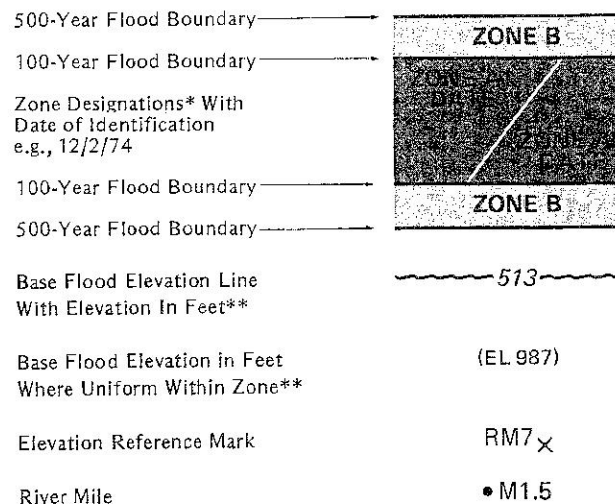 500-Year Flood Boundary
ZONE B
100-Year Flood Boundary
Zone Designations* With
Date of Identification
e.g., 12/2/74
100-Year Flood Boundary
ZONE B
500-Year Flood Boundary
Base Flood Elevation Line
With Elevation In Feet**
513
Base Flood Elevation in Feet
Where Uniform Within Zone**
(EL 987)
Elevation Reference Mark
RM7
River Mile
M1.5